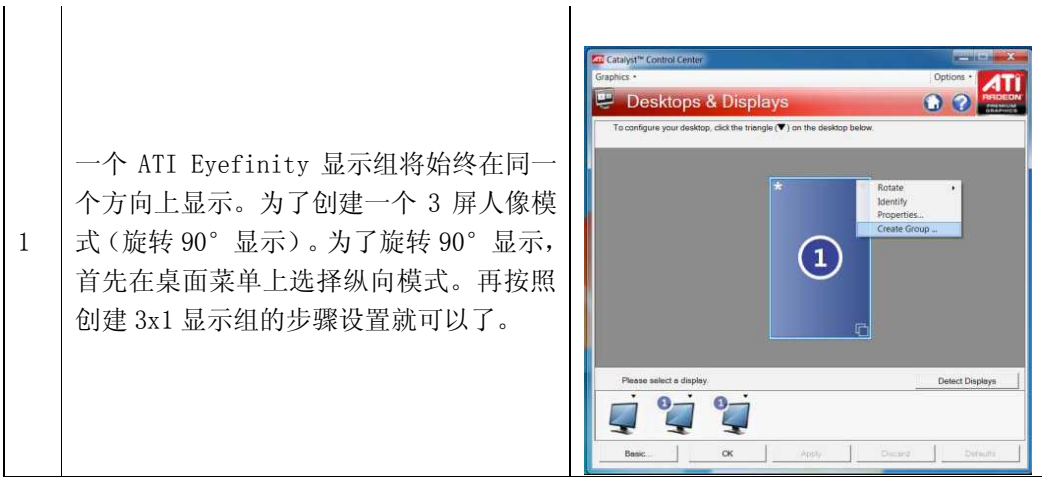 1
一个 ATI Eyefinity 显示组将始终在同一
个方向上显示。为了创建一个 3 屏人像模
式(旋转 90°显示)。为了旋转 90°显示，
首先在桌面菜单上选择纵向模式。再按照
创建 3x1 显示组的步骤设置就可以了。
ATI Catalyst™ Control Center
Graphics
Options
ATI
RADEON
PREMIUM
GRAPHICS
Desktops & Displays
To configure your desktop, click the triangle (▼) on the desktop below.
*
Rotate
Identify
Properties...
Create Group ...
1
Please select a display.
Detect Displays
1
1
Basic...
OK
Apply
Discard
Defaults